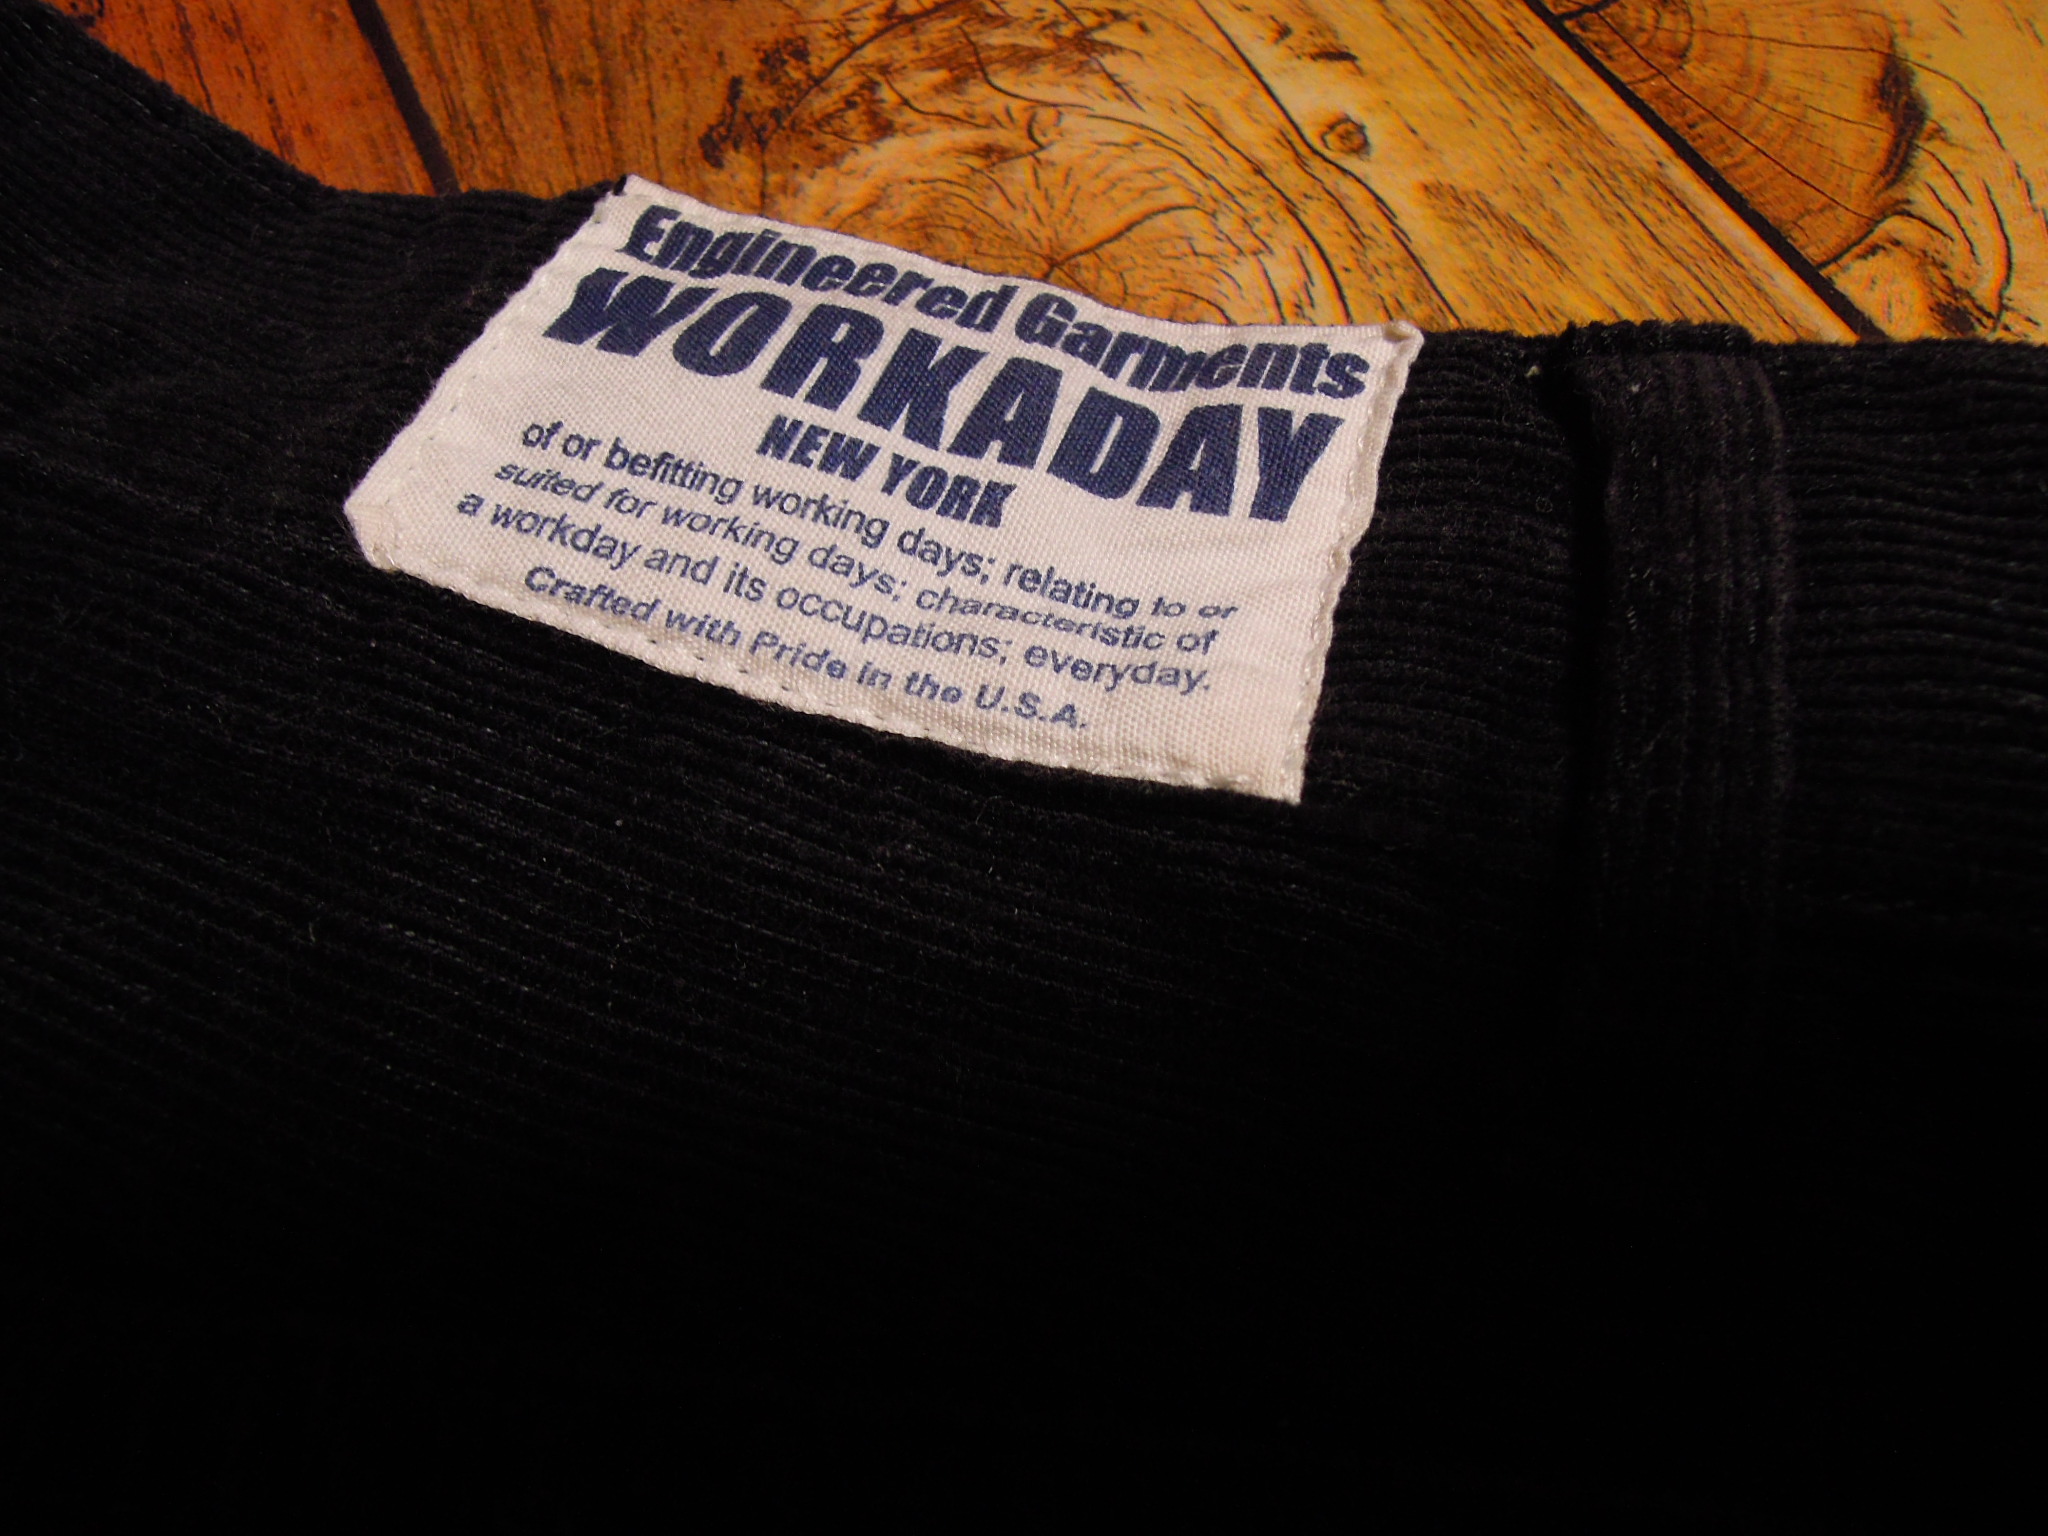 Engineered Garments
WORKADAY
NEW YORK
of or befitting working days; relating to or
suited for working days; characteristic of
a workday and its occupations; everyday.
Crafted with Pride in the U.S.A.